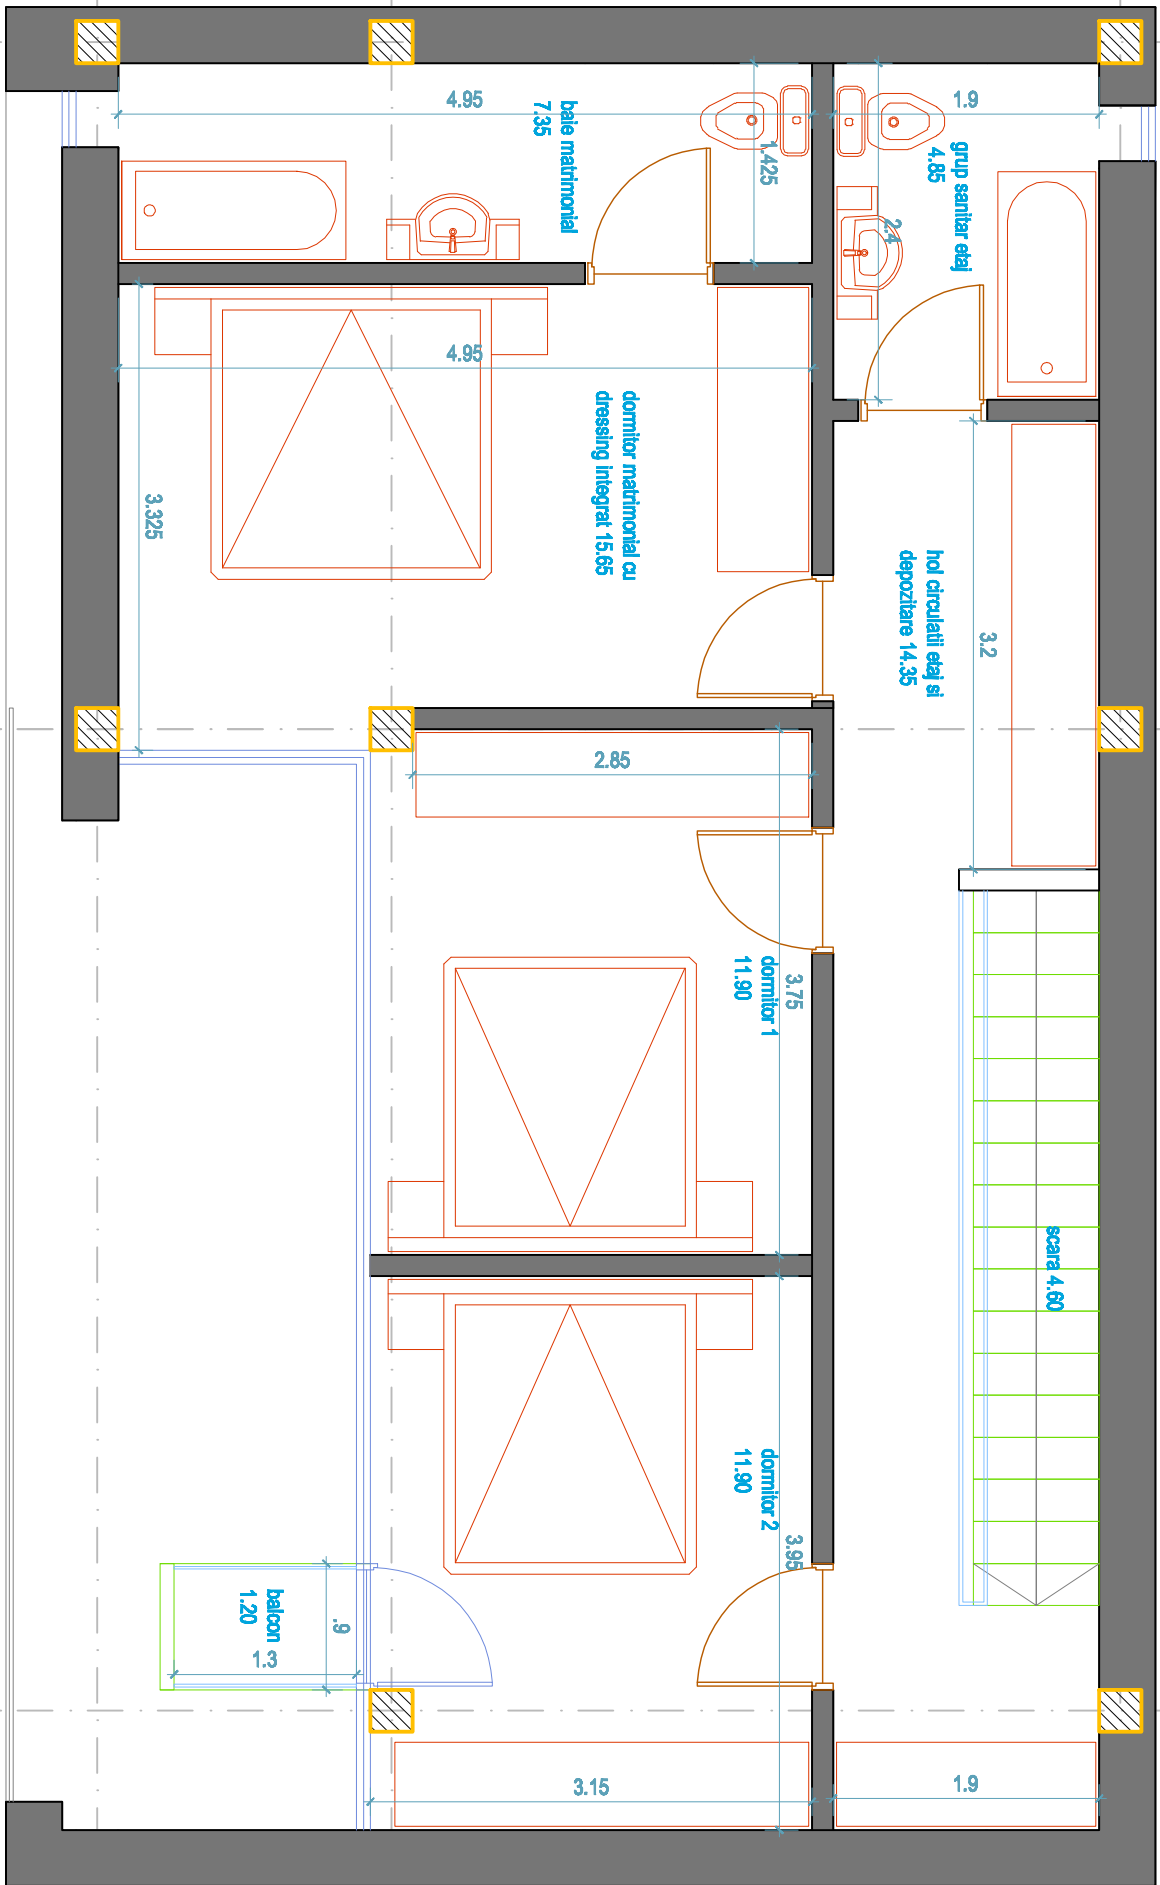 4.95
baie matrimonial
7.35
1.425
1.9
grup sanitar etaj
4.85
2.4
4.95
3.325
dormitor matrimonial cu
dressing integrat 15.65
hol circulatii etaj si
depozitare 14.35
3.2
2.85
dormitor 1
11.90
3.75
scara 4.60
dormitor 2
11.90
3.95
balcon
1.20
.9
1.3
3.15
1.9